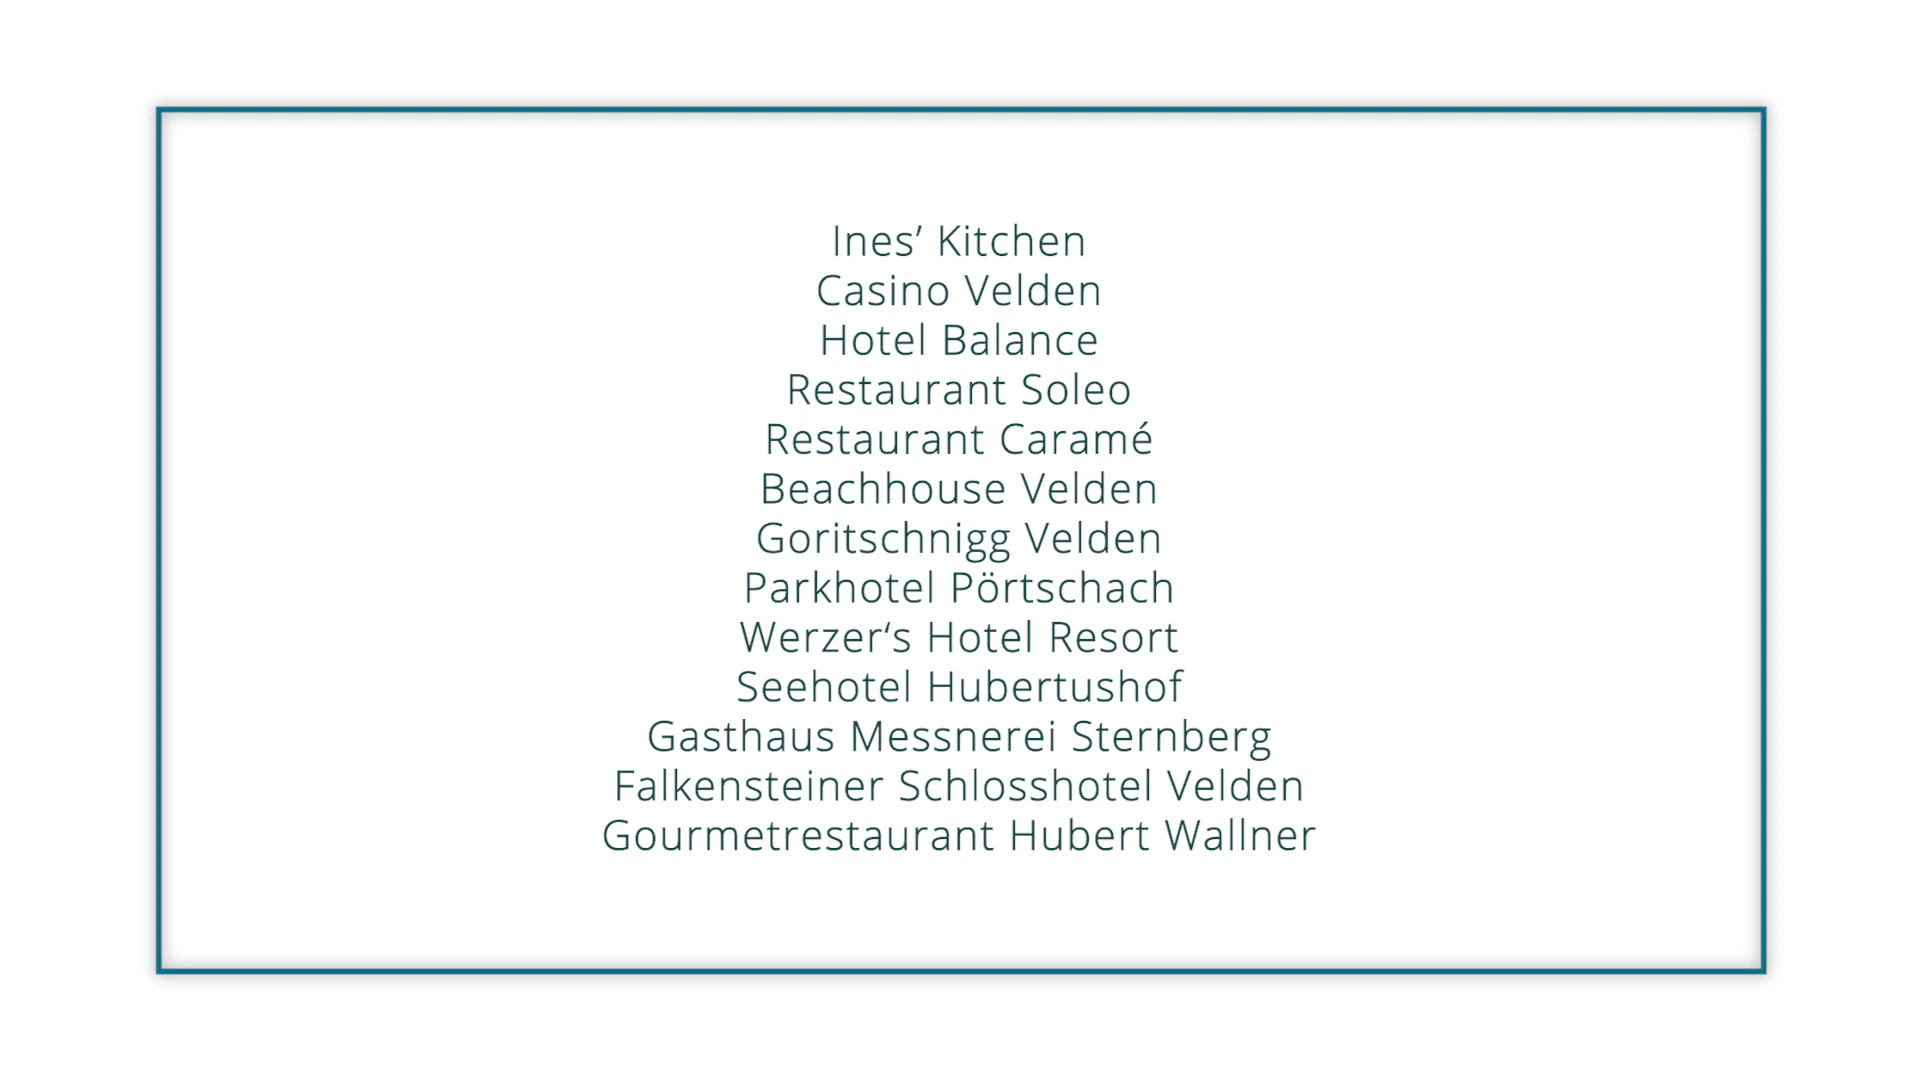 Ines’ Kitchen
Casino Velden
Hotel Balance
Restaurant Soleo
Restaurant Caramé
Beachhouse Velden
Goritschnigg Velden
Parkhotel Pörtschach
Werzer‘s Hotel Resort
Seehotel Hubertushof
Gasthaus Messnerei Sternberg
Falkensteiner Schlosshotel Velden
Gourmetrestaurant Hubert Wallner